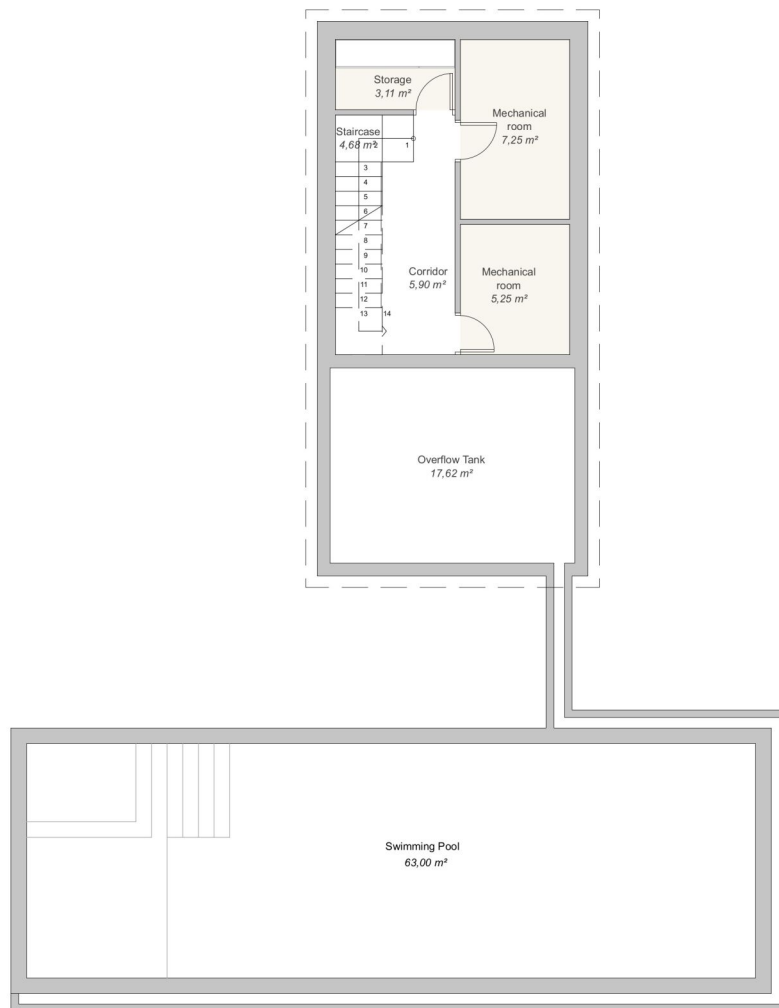 Storage
3,11 m²
Mechanical
room
7,25 m²
Staircase
4,68 m²
2
1
3
4
5
6
7
8
9
10
11
12
13
14
Corridor
5,90 m²
Mechanical
room
5,25 m²
Overflow Tank
17,62 m²
Swimming Pool
63,00 m²